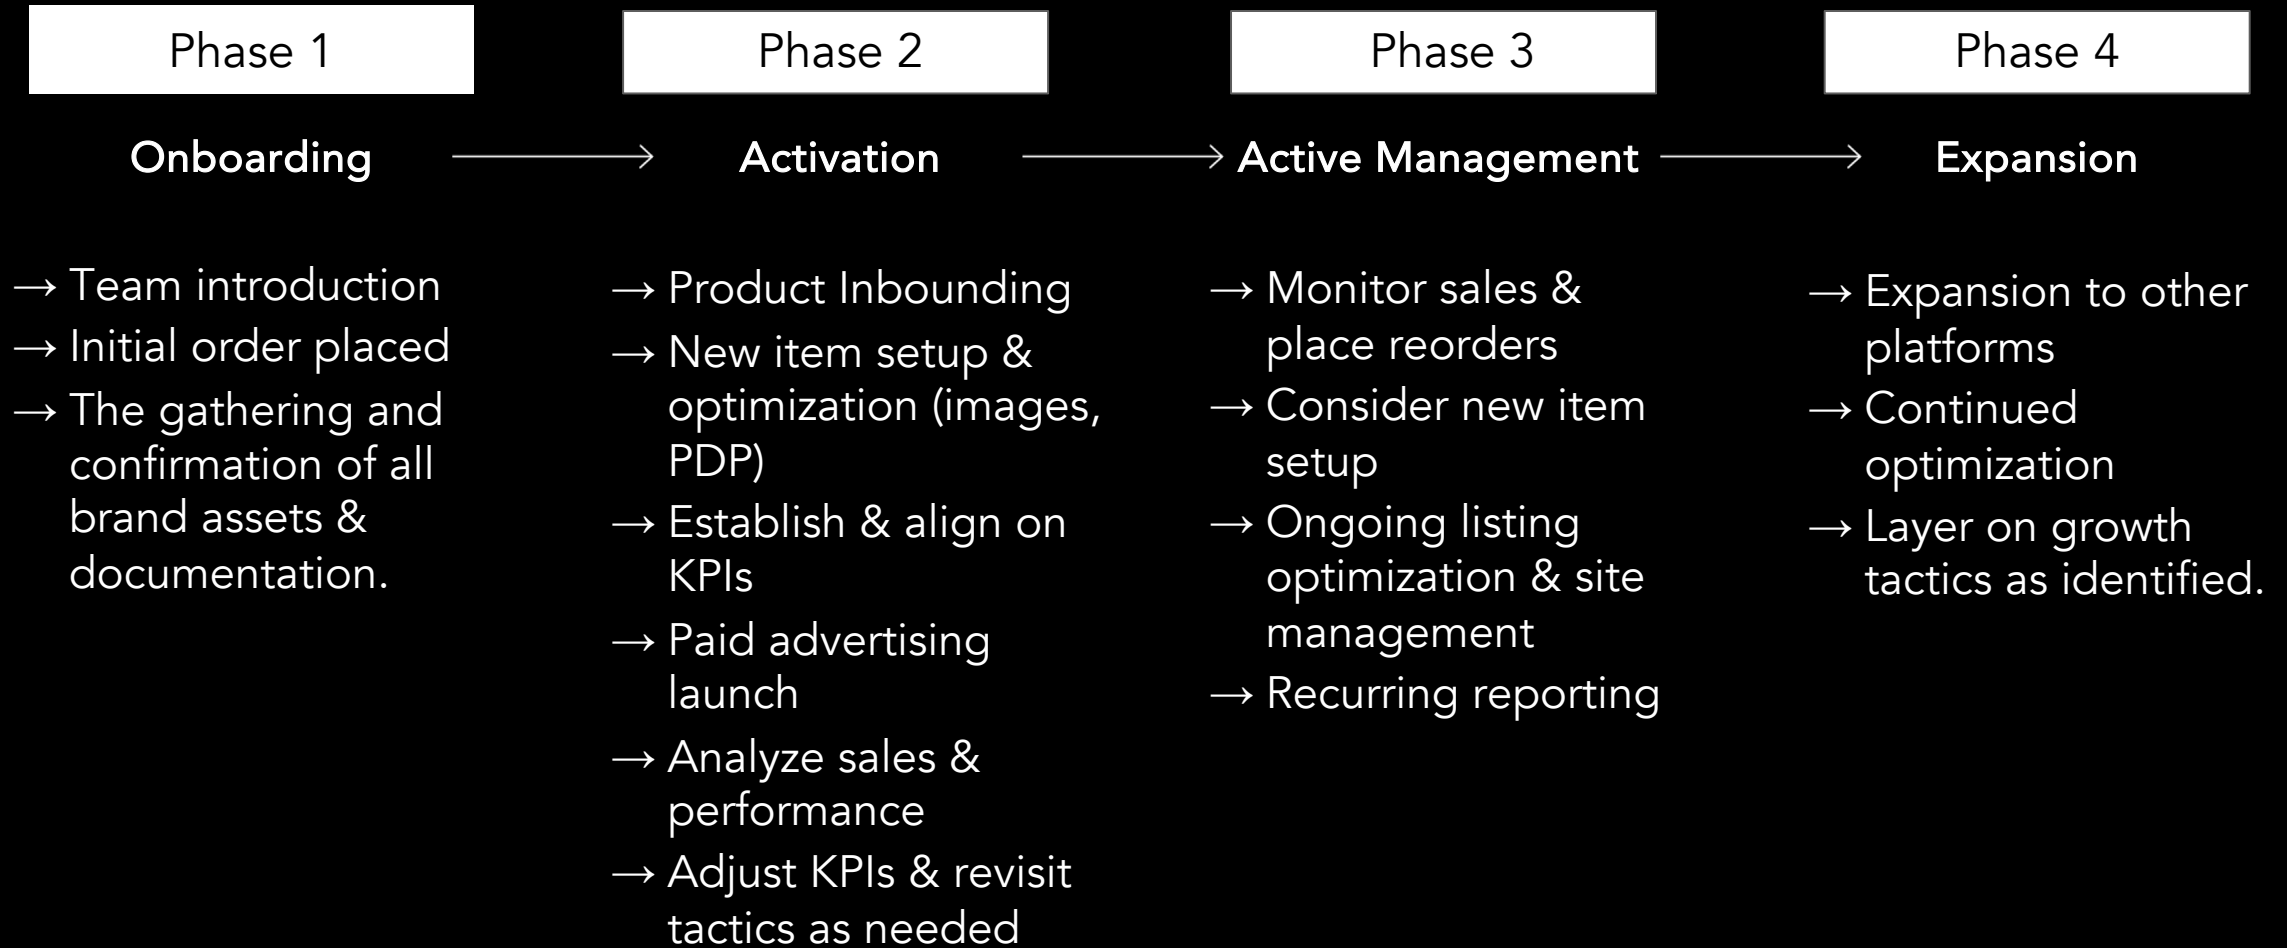 Phase 1
Onboarding
→ Team introduction
→ Initial order placed
→ The gathering and
confirmation of all
brand assets &
documentation.
Phase 2
Activation
→ Product Inbounding
→ New item setup &
optimization (images,
PDP)
→ Establish & align on
KPIs
→ Paid advertising
launch
→ Analyze sales &
performance
→ Adjust KPIs & revisit
tactics as needed
Phase 3
Active Management
→ Monitor sales &
place reorders
→ Consider new item
setup
→ Ongoing listing
optimization & site
management
→ Recurring reporting
Phase 4
Expansion
→ Expansion to other
platforms
→ Continued
optimization
→ Layer on growth
tactics as identified.